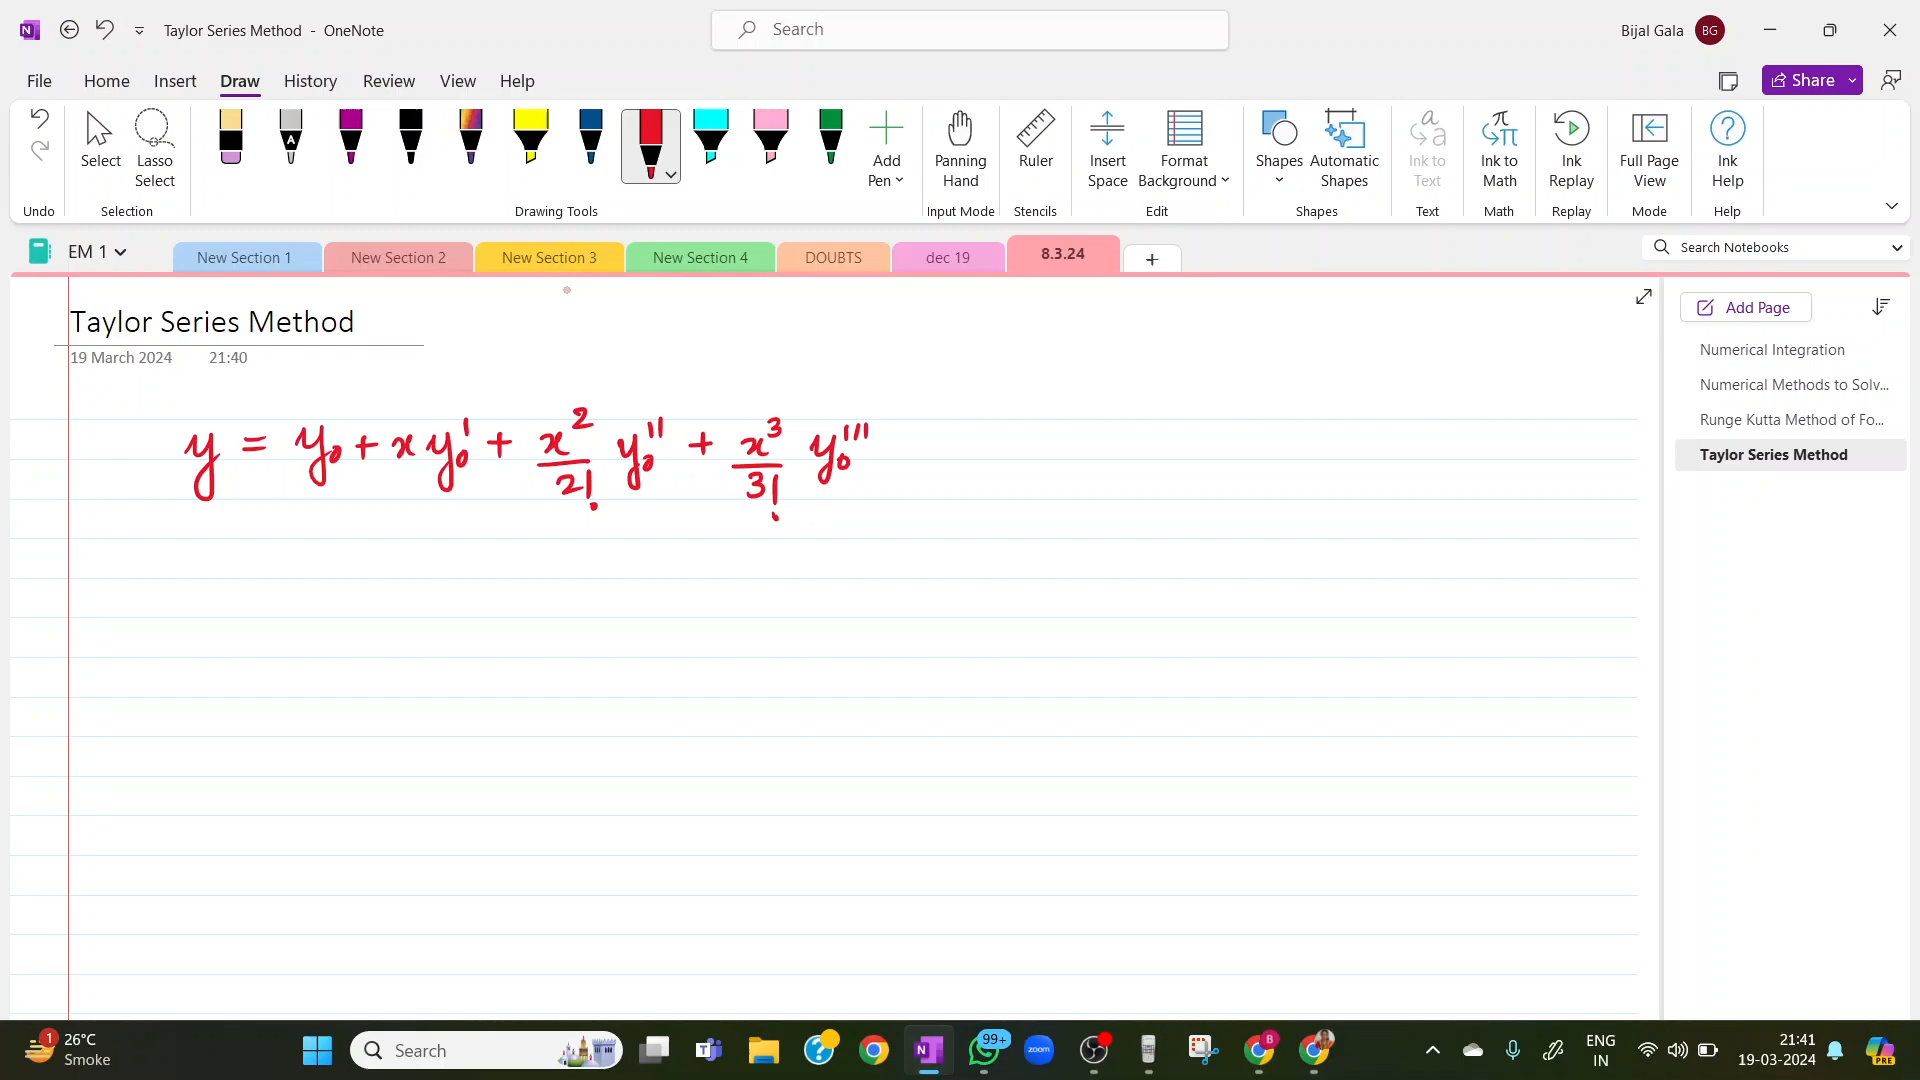 Taylor Series Method - OneNote
Search
Bijal Gala BG
File Home Insert Draw History Review View Help
Share
Select
Lasso Select
A
Add Pen
Panning Hand
Ruler
Insert Space
Format Background
Shapes
Automatic Shapes
Ink to Text
Ink to Math
Ink Replay
Full Page View
Ink Help
Undo Selection Drawing Tools Input Mode Stencils Edit Shapes Text Math Replay Mode Help
EM 1 New Section 1 New Section 2 New Section 3 New Section 4 DOUBTS dec 19 8.3.24 +
Search Notebooks
Taylor Series Method
19 March 2024 21:40
y = y₀ + x y₀' + x²/2! y₀'' + x³/3! y₀'''
Add Page
Numerical Integration
Numerical Methods to Solv...
Runge Kutta Method of Fo...
Taylor Series Method
1 26°C
Smoke
Search
99+
zoom
B
ENG
IN
21:41
19-03-2024
PRE